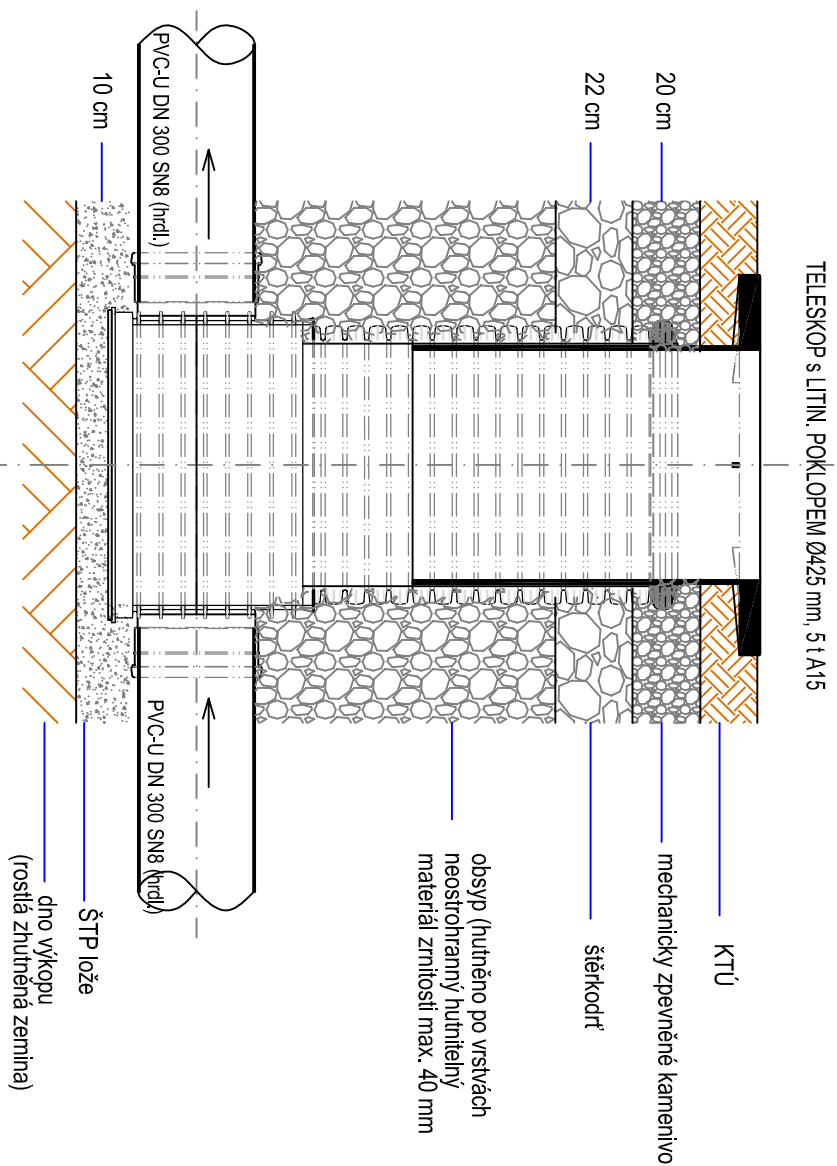 TELESKOP s LITIN. POKLOPEM Ø425 mm, 5 t A15
20 cm
22 cm
10 cm
PVC-U DN 300 SN8 (hrdl.)
PVC-U DN 300 SN8 (hrdl.)
KTÚ
mechanicky zpevněné kamenivo
štěrkodrť
obsyp (hutněno po vrstvách
neostrohranný hutnitelný
materiál zrnitosti max. 40 mm
ŠTP lože
dno výkopu
(rostlá zhutněná zemina)